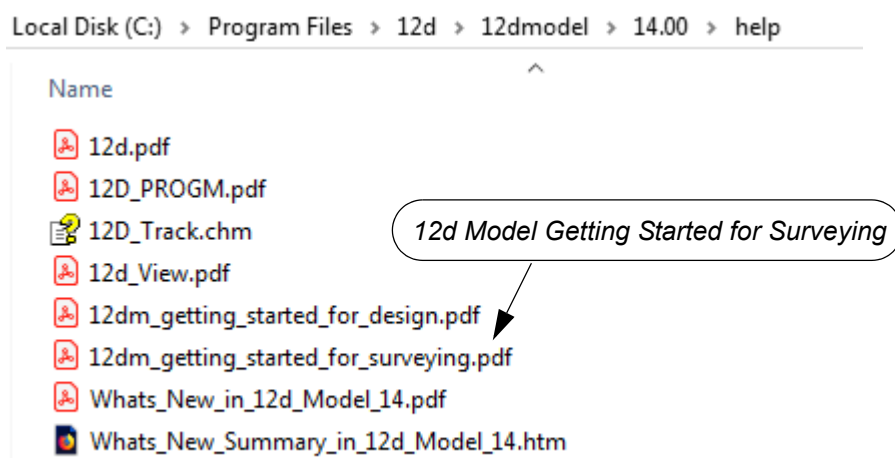 Local Disk (C:) > Program Files > 12d > 12dmodel > 14.00 > help
Name
12d.pdf
12D_PROGM.pdf
12D_Track.chm
12d Model Getting Started for Surveying
12d_View.pdf
12dm_getting_started_for_design.pdf
12dm_getting_started_for_surveying.pdf
Whats_New_in_12d_Model_14.pdf
Whats_New_Summary_in_12d_Model_14.htm